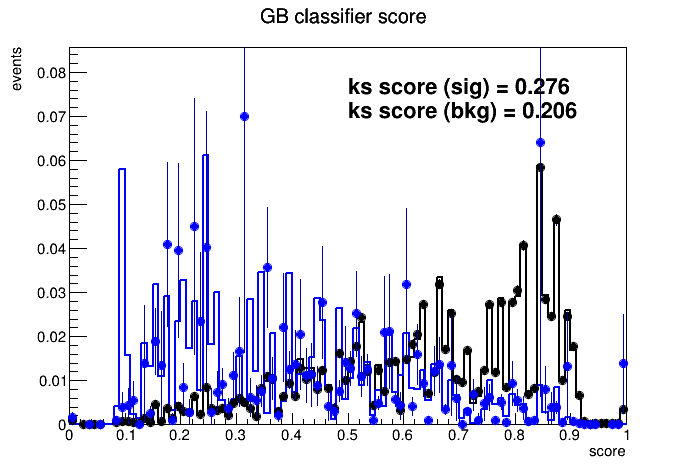 GB classifier score
events
ks score (sig) = 0.276
ks score (bkg) = 0.206
0.08
0.07
0.06
0.05
0.04
0.03
0.02
0.01
0
0 0.1 0.2 0.3 0.4 0.5 0.6 0.7 0.8 0.9 1
score